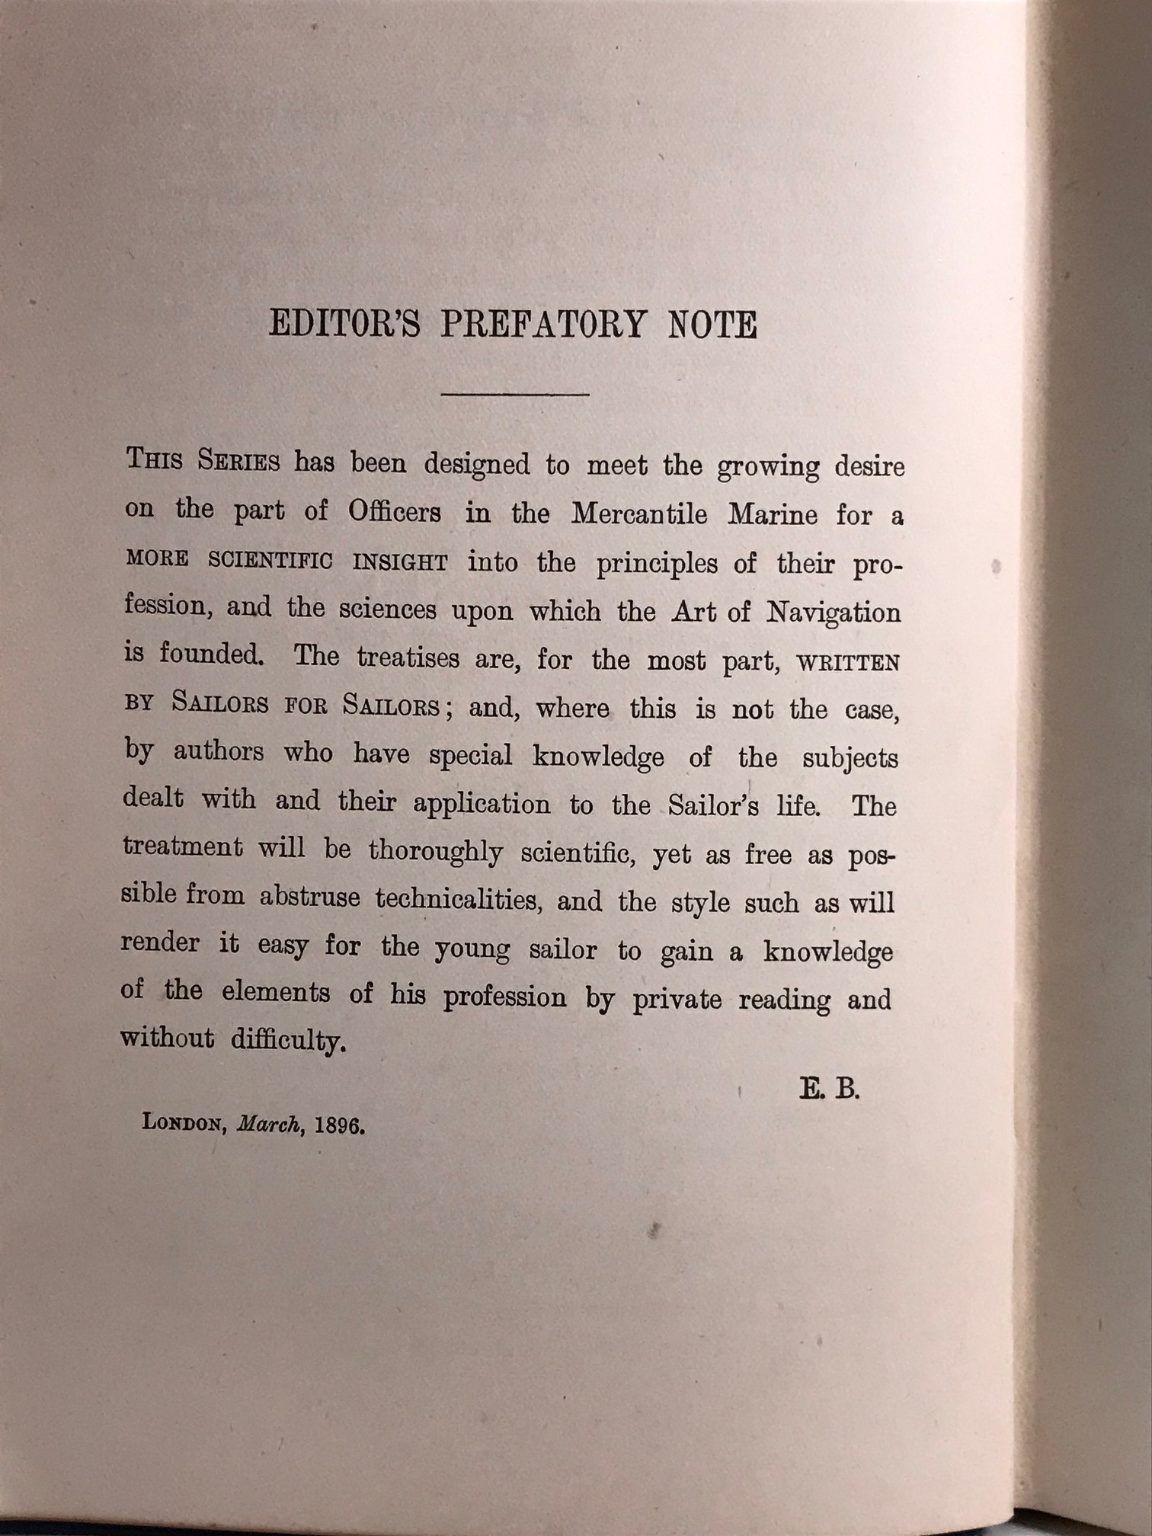 EDITOR'S PREFATORY NOTE
THIS SERIES has been designed to meet the growing desire
on the part of Officers in the Mercantile Marine for a
MORE SCIENTIFIC INSIGHT into the principles of their pro-
fession, and the sciences upon which the Art of Navigation
is founded. The treatises are, for the most part, WRITTEN
BY SAILORS FOR SAILORS; and, where this is not the case,
by authors who have special knowledge of the subjects
dealt with and their application to the Sailor's life. The
treatment will be thoroughly scientific, yet as free as pos-
sible from abstruse technicalities, and the style such as will
render it easy for the young sailor to gain a knowledge
of the elements of his profession by private reading and
without difficulty.
E. B.
LONDON, March, 1896.